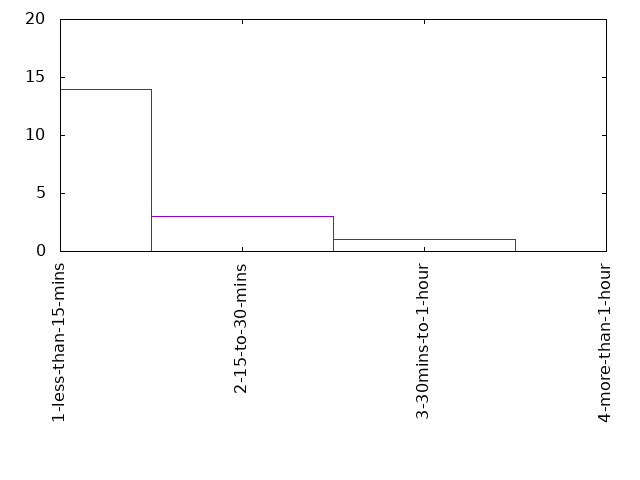 20
15
10
5
0
1-less-than-15-mins
2-15-to-30-mins
3-30mins-to-1-hour
4-more-than-1-hour